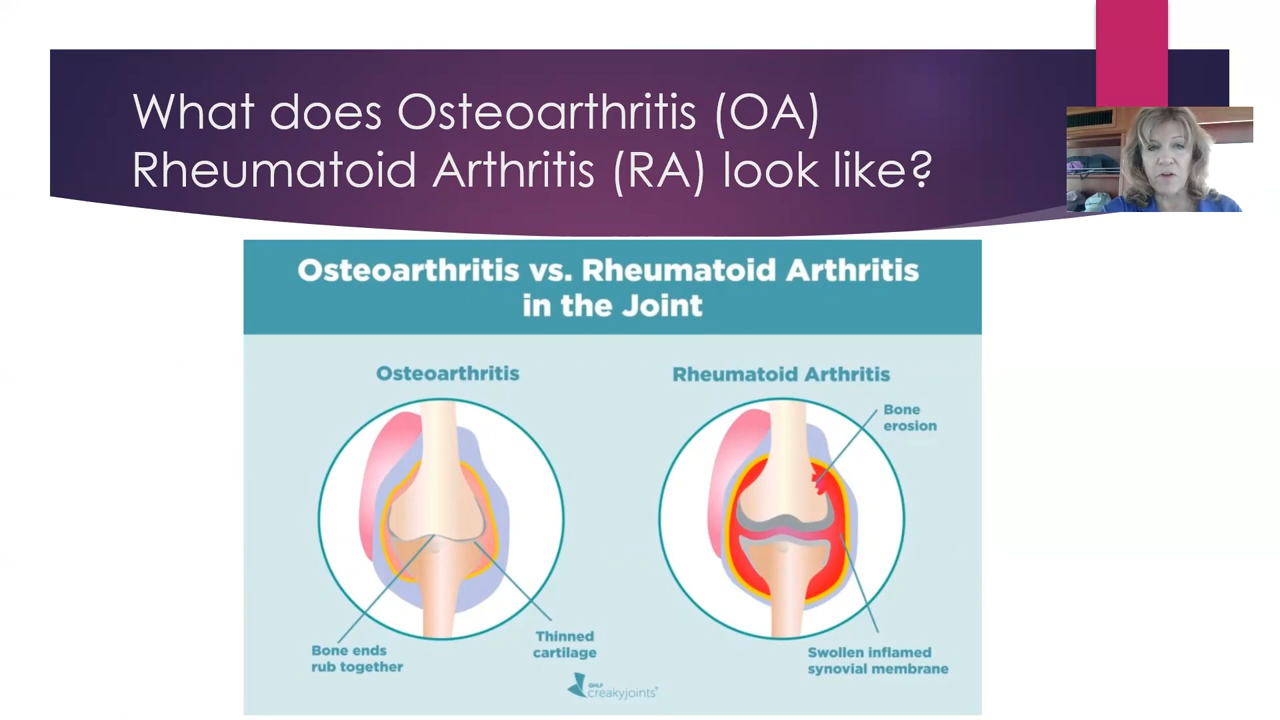 What does Osteoarthritis (OA)
Rheumatoid Arthritis (RA) look like?
Osteoarthritis vs. Rheumatoid Arthritis
in the Joint
Osteoarthritis
Rheumatoid Arthritis
Bone
erosion
Bone ends
rub together
Thinned
cartilage
Swollen inflamed
synovial membrane
GHLF
creakyjoints®